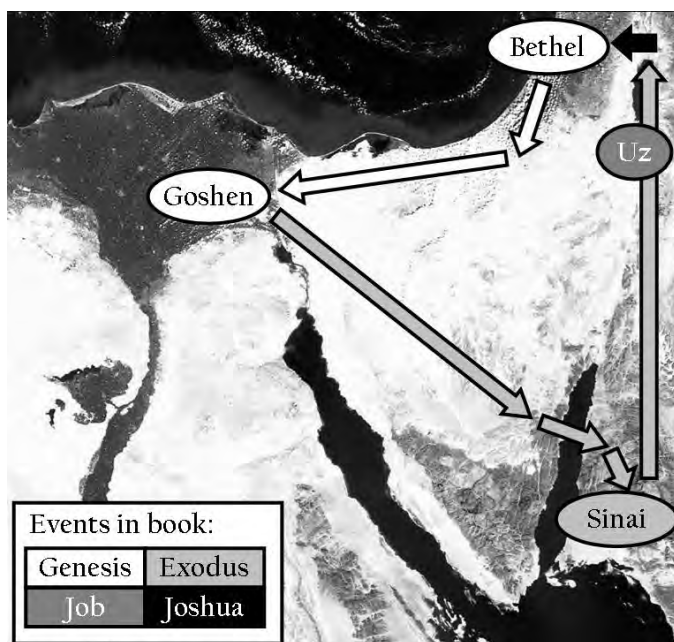 Bethel
Uz
Goshen
Sinai
Events in book:
Genesis Exodus
Job Joshua